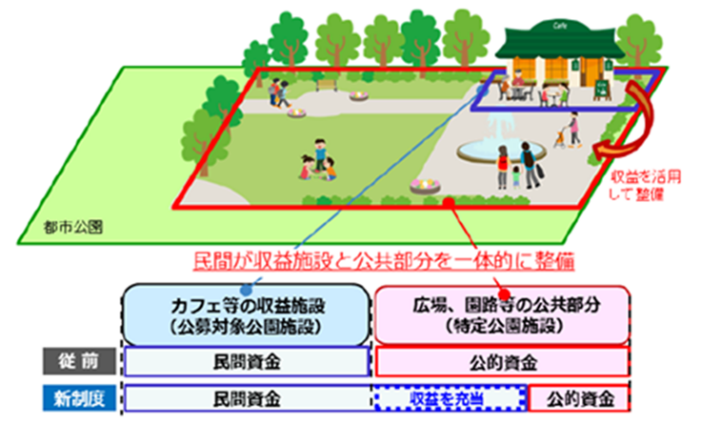 Cafe
収益を活用
して整備
都市公園
民間が収益施設と公共部分を一体的に整備
カフェ等の収益施設
（公募対象公園施設）
広場、園路等の公共部分
（特定公園施設）
従前
民間資金
公的資金
新制度
民間資金
収益を充当
公的資金